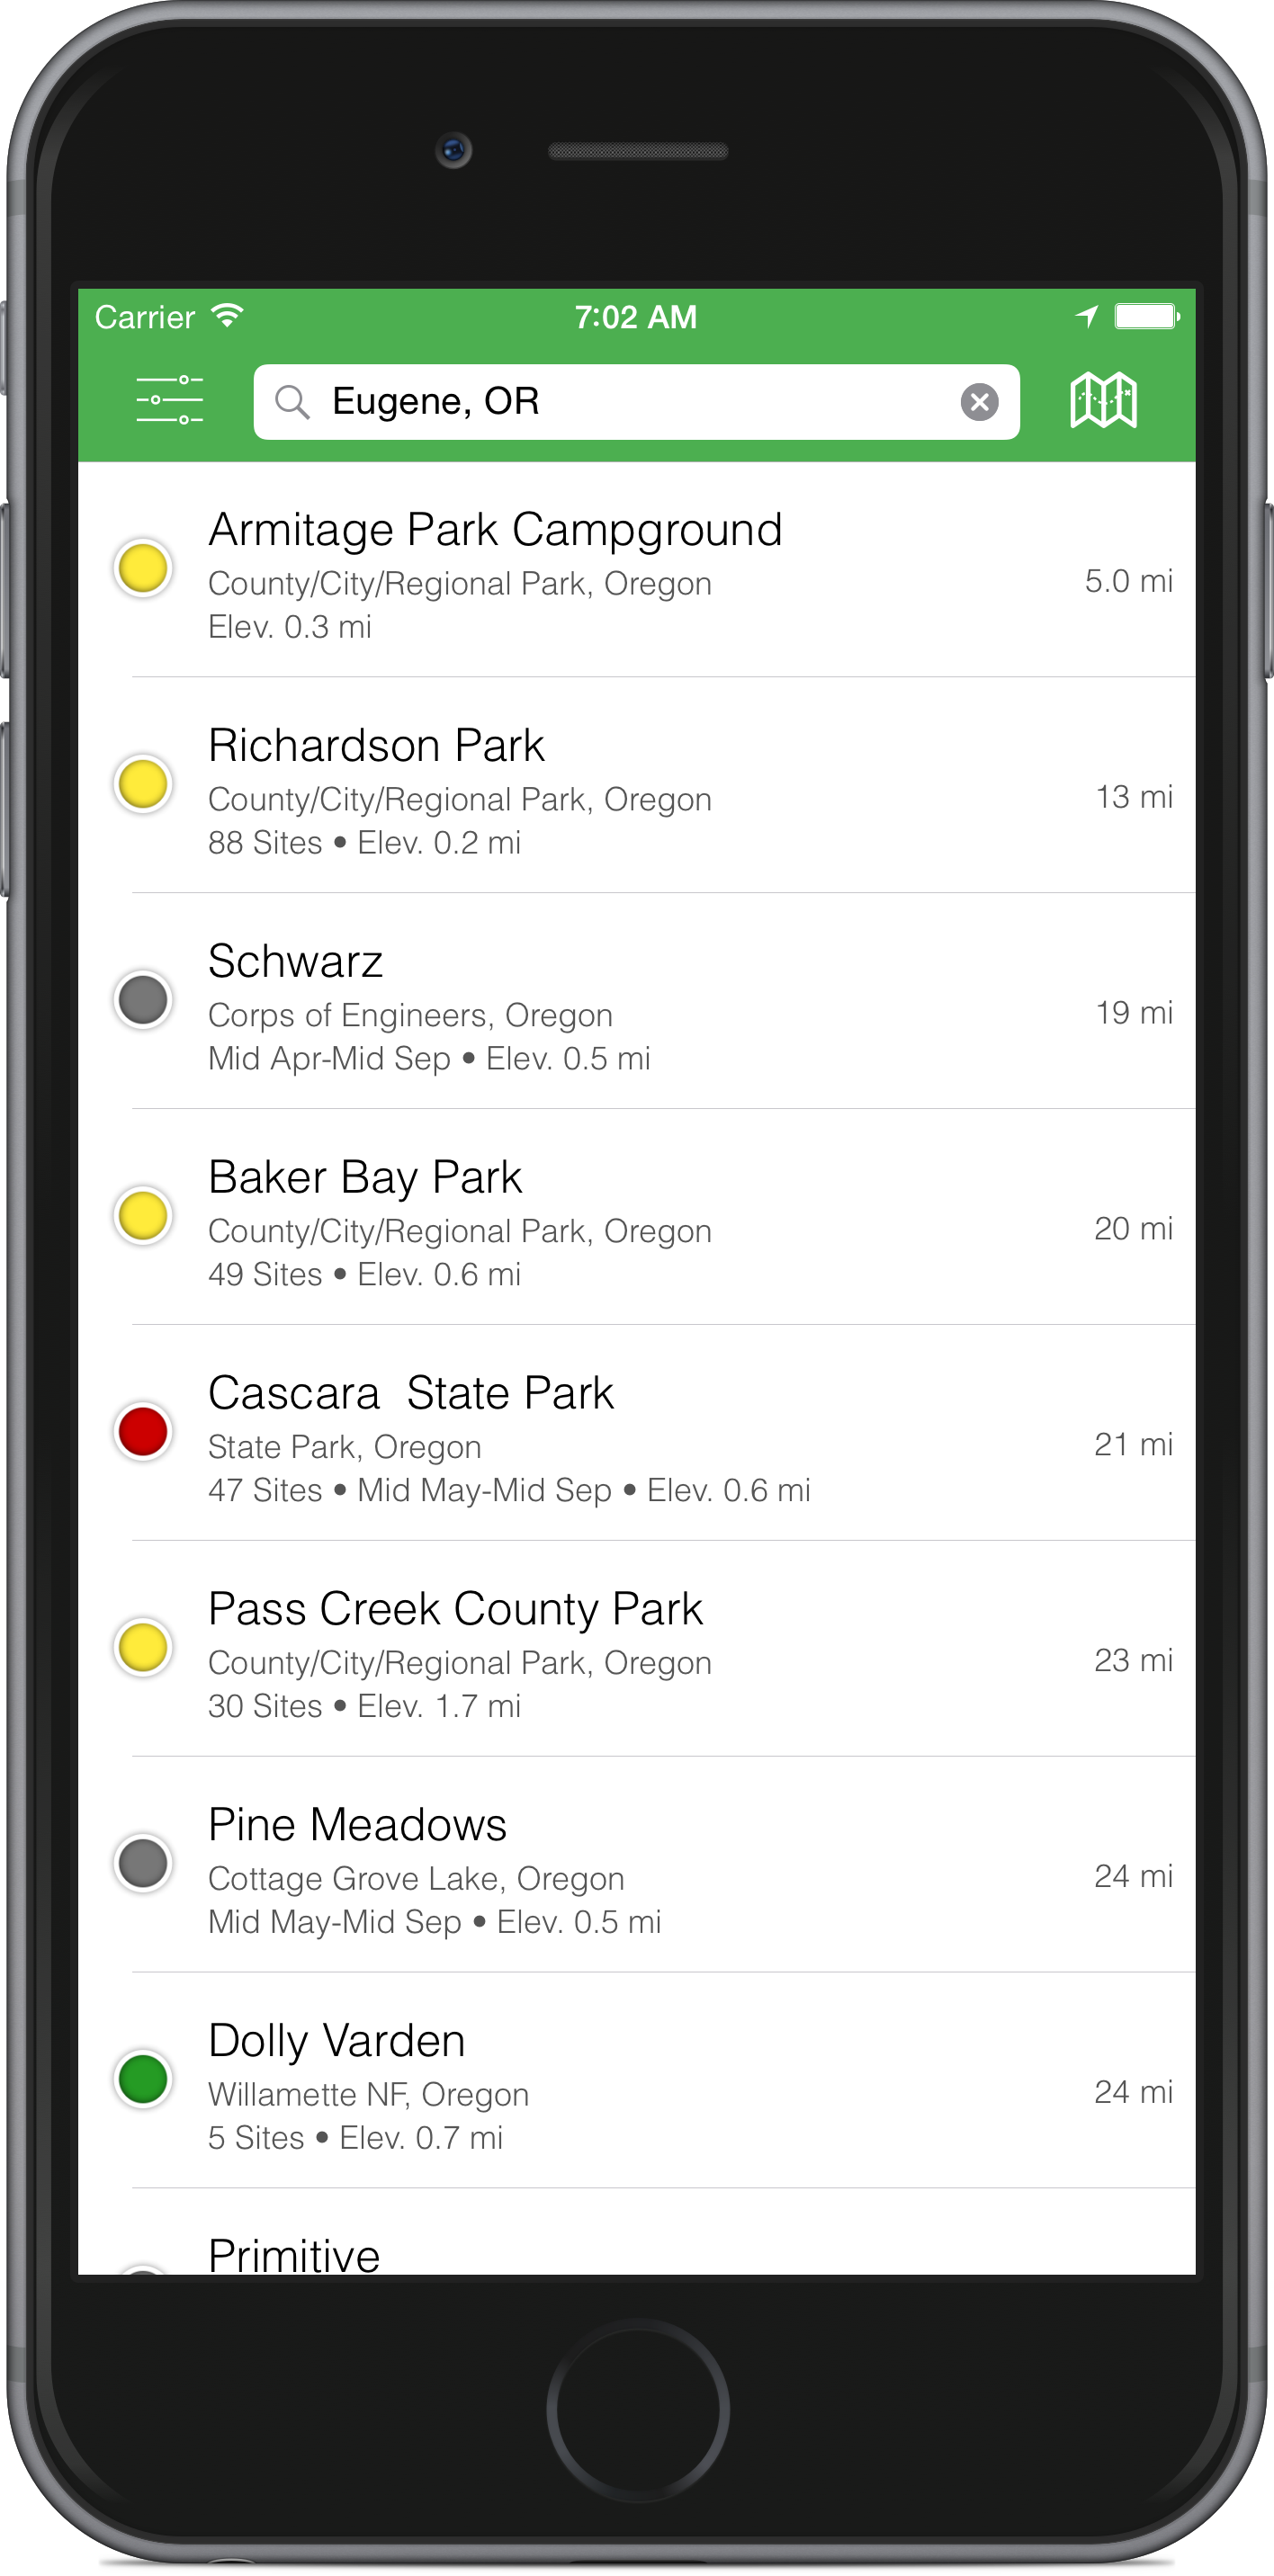 Carrier 7:02 AM
Eugene, OR
Armitage Park Campground
County/City/Regional Park, Oregon
5.0 mi
Elev. 0.3 mi
Richardson Park
County/City/Regional Park, Oregon
13 mi
88 Sites • Elev. 0.2 mi
Schwarz
Corps of Engineers, Oregon
19 mi
Mid Apr-Mid Sep • Elev. 0.5 mi
Baker Bay Park
County/City/Regional Park, Oregon
20 mi
49 Sites • Elev. 0.6 mi
Cascara  State Park
State Park, Oregon
21 mi
47 Sites • Mid May-Mid Sep • Elev. 0.6 mi
Pass Creek County Park
County/City/Regional Park, Oregon
23 mi
30 Sites • Elev. 1.7 mi
Pine Meadows
Cottage Grove Lake, Oregon
24 mi
Mid May-Mid Sep • Elev. 0.5 mi
Dolly Varden
Willamette NF, Oregon
24 mi
5 Sites • Elev. 0.7 mi
Primitive